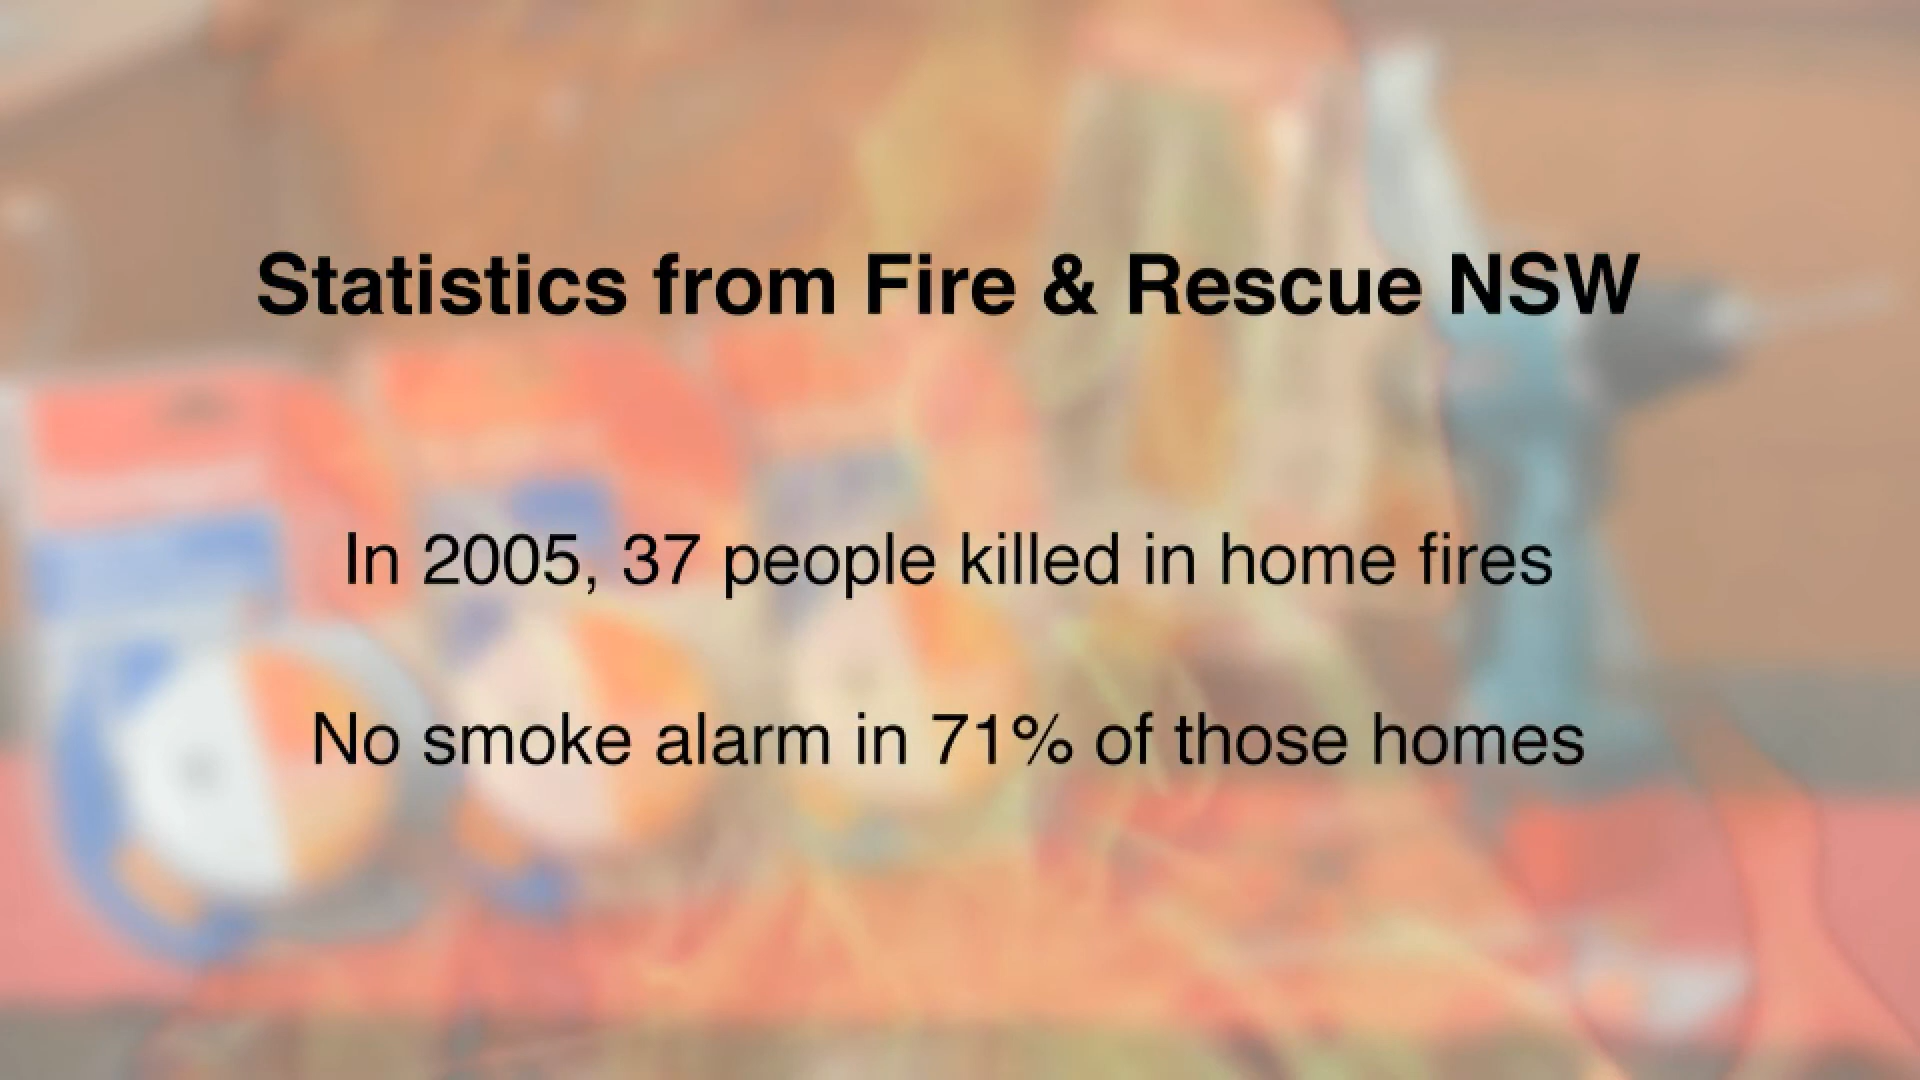 Statistics from Fire & Rescue NSW
In 2005, 37 people killed in home fires
No smoke alarm in 71% of those homes